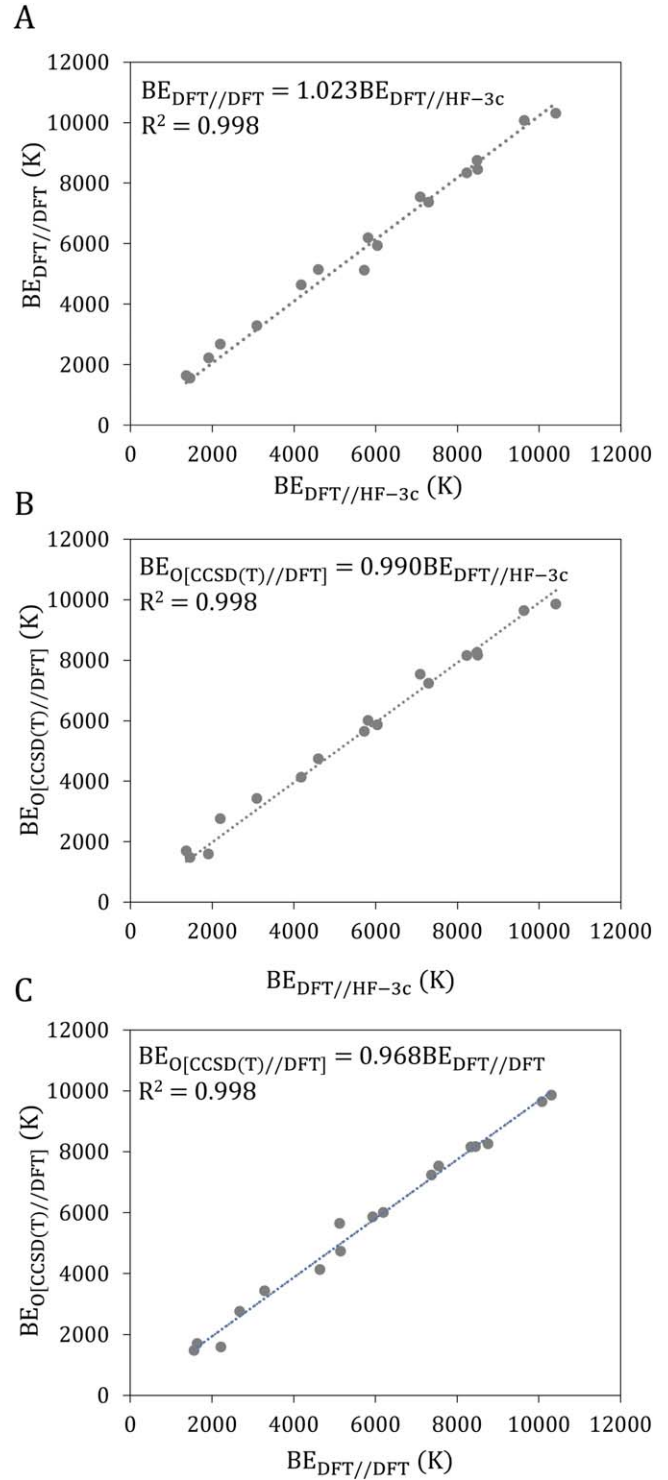 A
12000
10000
8000
6000
4000
2000
0
BE_DFT//DFT (K)
BE_DFT//DFT = 1.023BE_DFT//HF−3c
R² = 0.998
0 2000 4000 6000 8000 10000 12000
BE_DFT//HF−3c (K)
B
12000
10000
8000
6000
4000
2000
0
BE_O[CCSD(T)//DFT] (K)
BE_O[CCSD(T)//DFT] = 0.990BE_DFT//HF−3c
R² = 0.998
0 2000 4000 6000 8000 10000 12000
BE_DFT//HF−3c (K)
C
12000
10000
8000
6000
4000
2000
0
BE_O[CCSD(T)//DFT] (K)
BE_O[CCSD(T)//DFT] = 0.968BE_DFT//DFT
R² = 0.998
0 2000 4000 6000 8000 10000 12000
BE_DFT//DFT (K)